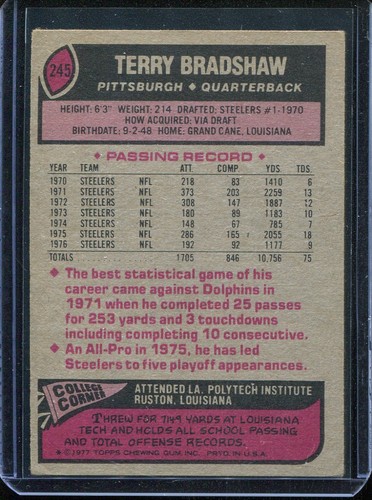 245
TERRY BRADSHAW
PITTSBURGH ◆ QUARTERBACK
HEIGHT: 6'3" WEIGHT: 214 DRAFTED: STEELERS #1-1970
HOW ACQUIRED: VIA DRAFT
BIRTHDATE: 9-2-48 HOME: GRAND CANE, LOUISIANA
◆ PASSING RECORD ◆
YEAR TEAM ATT COMP. YDS TDS.
1970 STEELERS NFL 218 83 1410 6
1971 STEELERS NFL 373 203 2259 13
1972 STEELERS NFL 308 147 1887 12
1973 STEELERS NFL 180 89 1183 10
1974 STEELERS NFL 148 67 785 7
1975 STEELERS NFL 286 165 2055 18
1976 STEELERS NFL 192 92 1177 9
TOTALS 1705 846 10,756 75
◆ The best statistical game of his
career came against Dolphins in
1971 when he completed 25 passes
for 253 yards and 3 touchdowns
including completing 10 consecutive.
◆ An All-Pro in 1975, he has led
Steelers to five playoff appearances.
COLLEGE
CORNER
ATTENDED LA. POLYTECH INSTITUTE
RUSTON, LOUISIANA
THREW FOR 7149 YARDS AT LOUISIANA
TECH AND HOLDS ALL SCHOOL PASSING
AND TOTAL OFFENSE RECORDS.
© 1977 TOPPS CHEWING GUM, INC. PRTD. IN U.S.A.